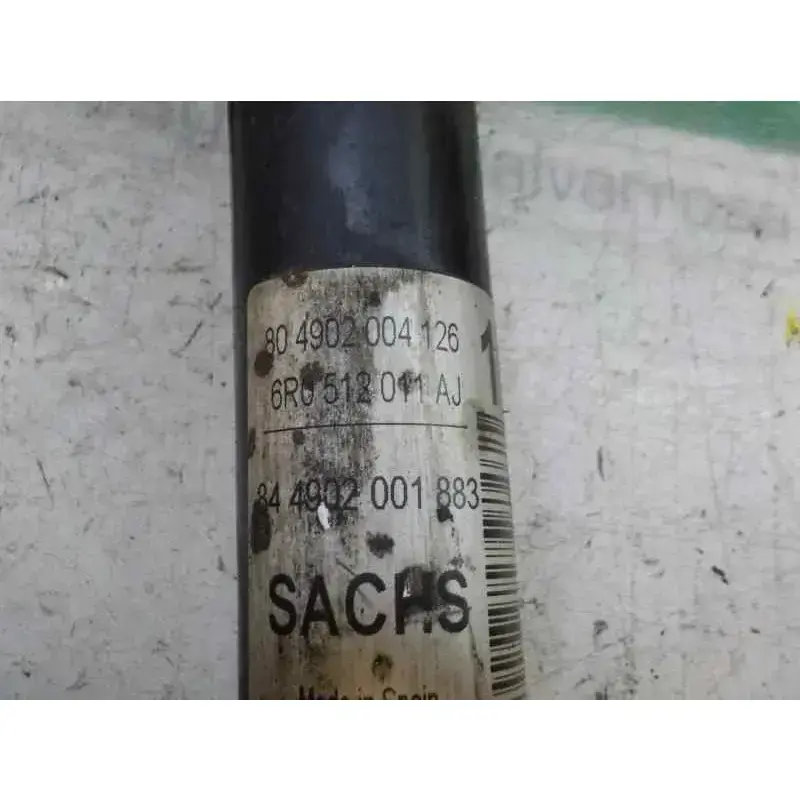 80 4902 004 126
6R0 512 011 AJ
84 4902 001 883
SACHS
Made in Spain